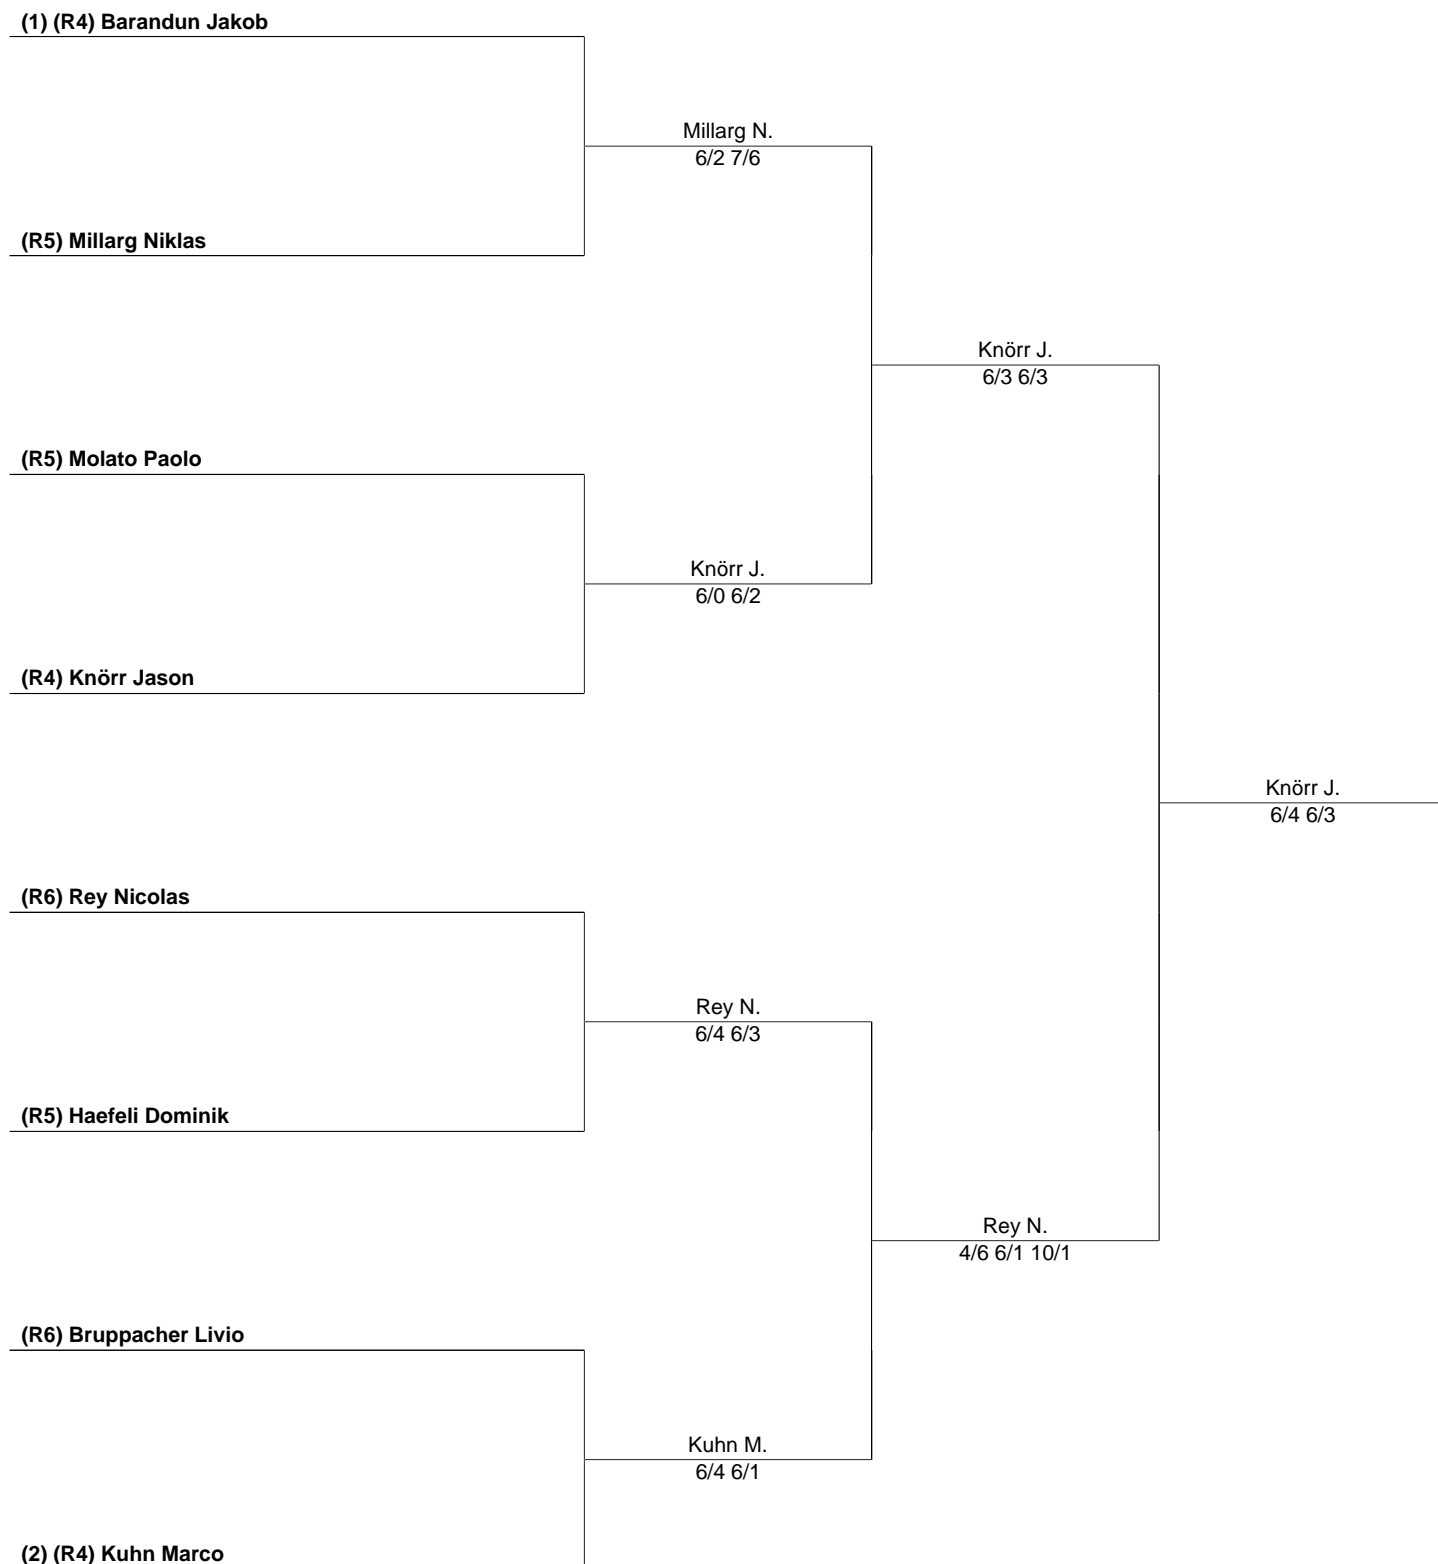 (1) (R4) Barandun Jakob
Millarg N.
6/2 7/6
(R5) Millarg Niklas
Knörr J.
6/3 6/3
(R5) Molato Paolo
Knörr J.
6/0 6/2
(R4) Knörr Jason
Knörr J.
6/4 6/3
(R6) Rey Nicolas
Rey N.
6/4 6/3
(R5) Haefeli Dominik
Rey N.
4/6 6/1 10/1
(R6) Bruppacher Livio
Kuhn M.
6/4 6/1
(2) (R4) Kuhn Marco